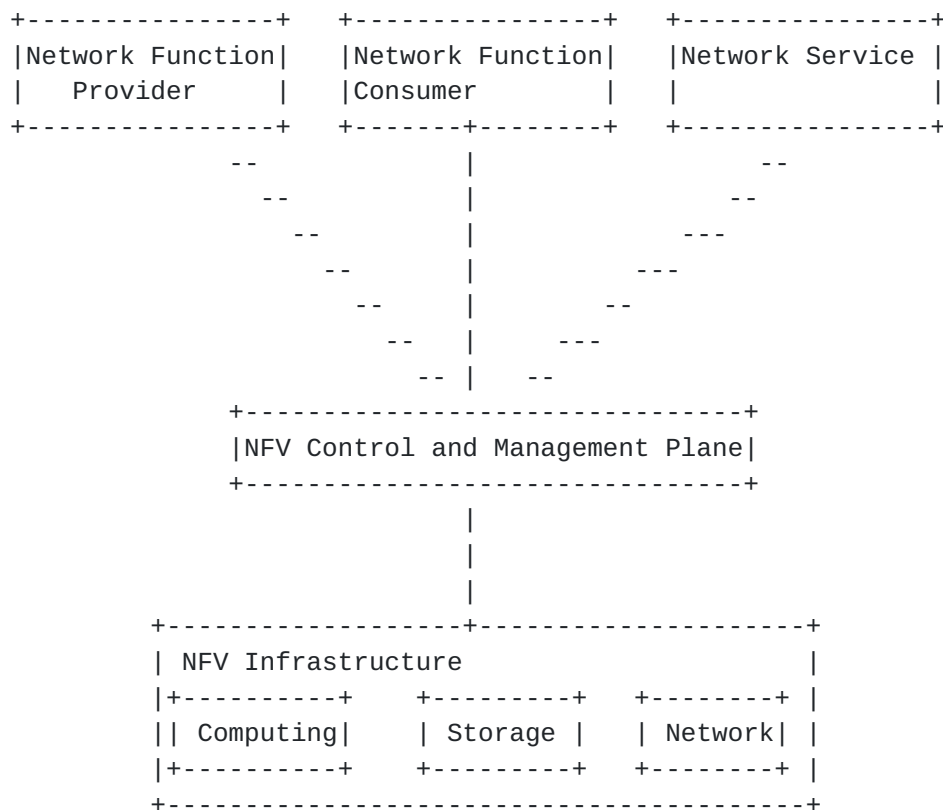 Network Function Network Function Network Service
Provider Consumer
NFV Control and Management Plane
NFV Infrastructure
Computing Storage Network